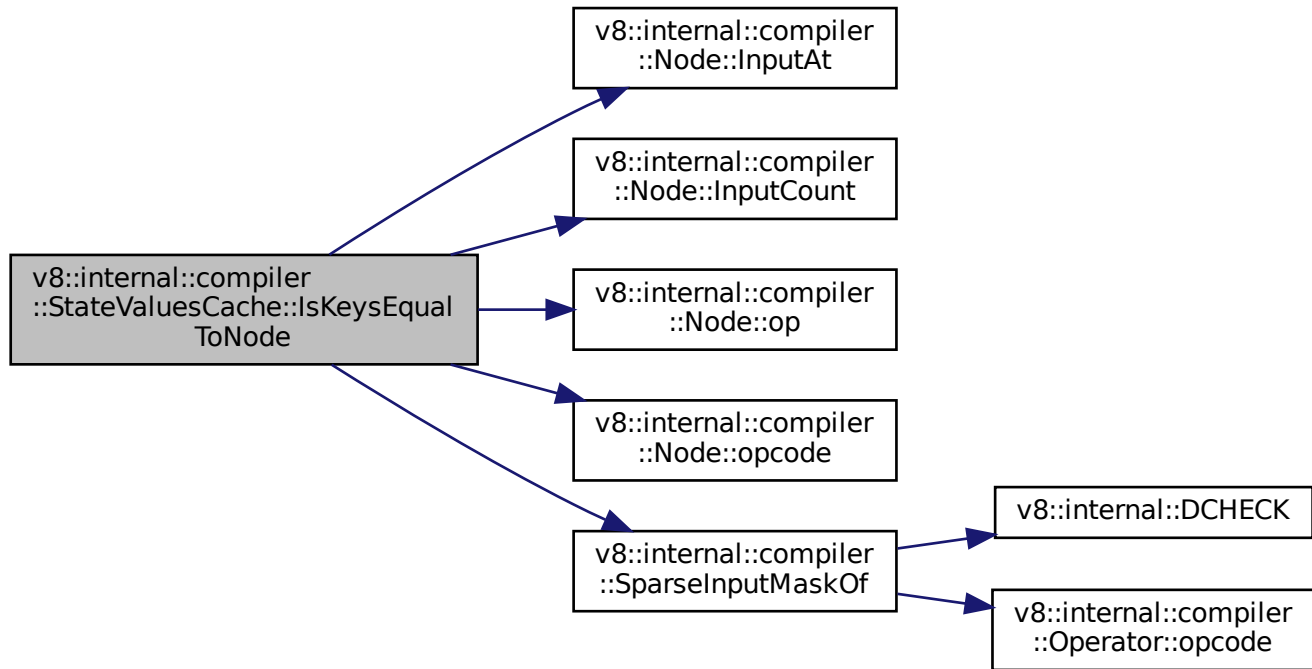 v8::internal::compiler
::Node::InputAt
v8::internal::compiler
::Node::InputCount
v8::internal::compiler
::StateValuesCache::IsKeysEqual
ToNode
v8::internal::compiler
::Node::op
v8::internal::compiler
::Node::opcode
v8::internal::DCHECK
v8::internal::compiler
::SparseInputMaskOf
v8::internal::compiler
::Operator::opcode